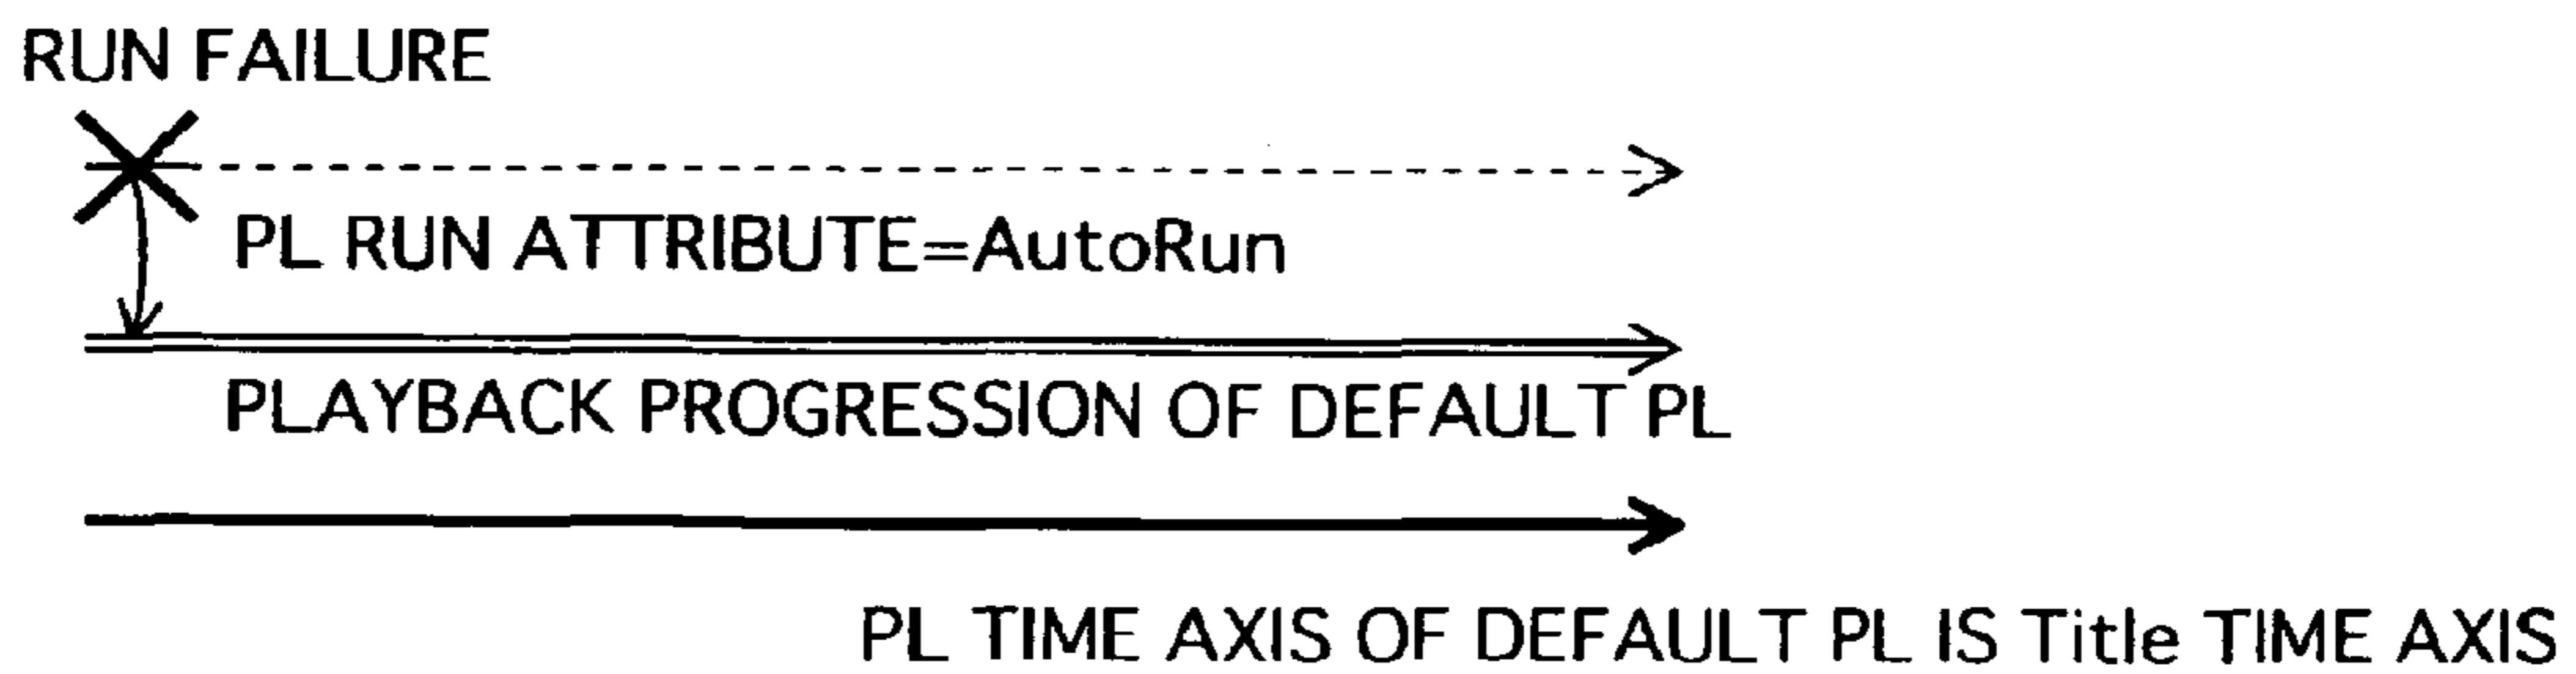 RUN FAILURE
PL RUN ATTRIBUTE=AutoRun
PLAYBACK PROGRESSION OF DEFAULT PL
PL TIME AXIS OF DEFAULT PL IS Title TIME AXIS